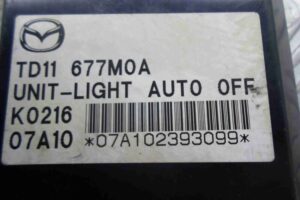 TD11 677M0A
UNIT-LIGHT AUTO OFF
K0216
07A10
*07A102393099*